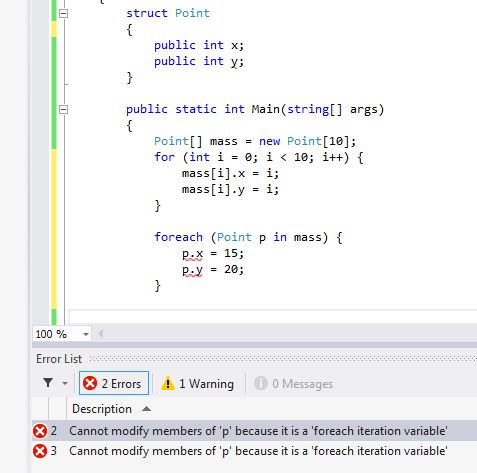 {
struct Point
{
public int x;
public int y;
}
public static int Main(string[] args)
{
Point[] mass = new Point[10];
for (int i = 0; i < 10; i++) {
mass[i].x = i;
mass[i].y = i;
}
foreach (Point p in mass) {
p.x = 15;
p.y = 20;
}
100 %
Error List
2 Errors 1 Warning 0 Messages
Description
2 Cannot modify members of 'p' because it is a 'foreach iteration variable'
3 Cannot modify members of 'p' because it is a 'foreach iteration variable'